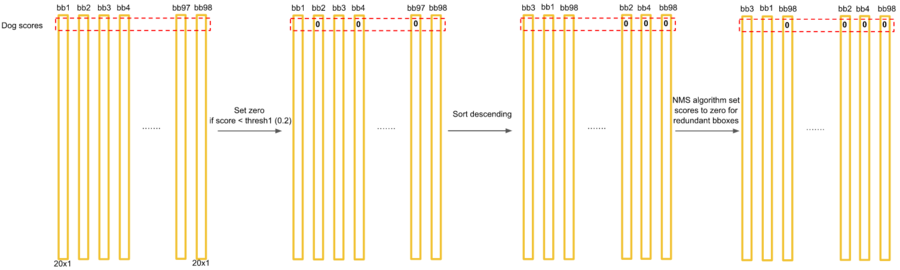 bb1 bb2 bb3 bb4 bb97 bb98
bb1 bb2 bb3 bb4 bb97 bb98
bb3 bb1 bb98 bb2 bb4 bb98
bb3 bb1 bb98 bb2 bb4 bb98
Dog scores
0 0 0
0 0 0
0 0 0 0
.......
.......
.......
.......
Set zero
if score < thresh1 (0.2)
Sort descending
NMS algorithm set
scores to zero for
redundant bboxes
20x1 20x1